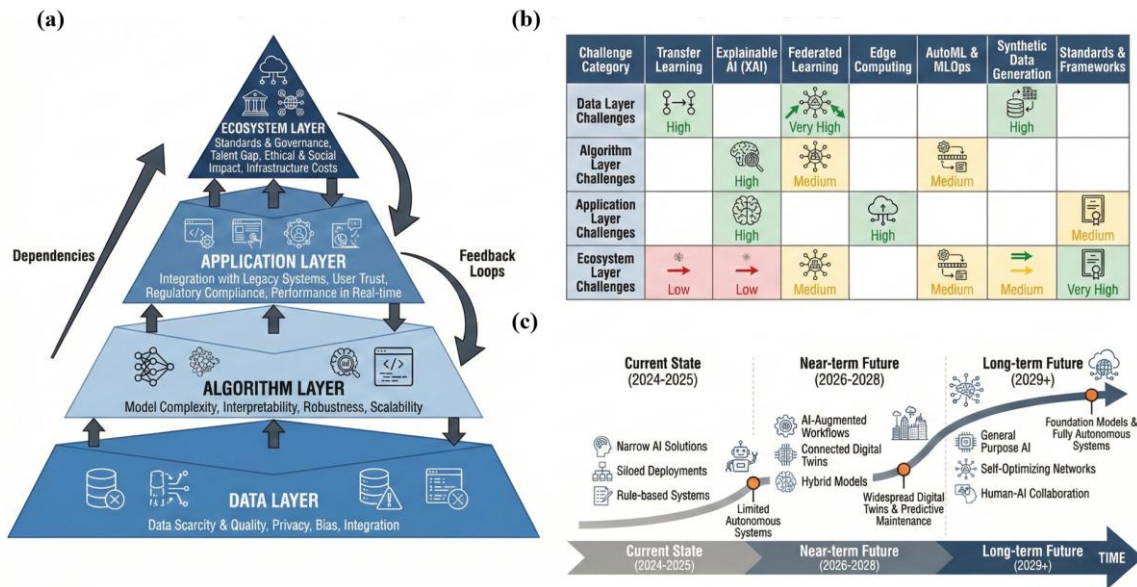 (a)
ECOSYSTEM LAYER
Standards & Governance,
Talent Gap, Ethical & Social
Impact, Infrastructure Costs
Dependencies
Feedback
Loops
APPLICATION LAYER
Integration with Legacy Systems, User Trust,
Regulatory Compliance, Performance in Real-time
ALGORITHM LAYER
Model Complexity, Interpretability, Robustness, Scalability
DATA LAYER
Data Scarcity & Quality, Privacy, Bias, Integration
(b)
Challenge
Category
Transfer
Learning
Explainable
AI (XAI)
Federated
Learning
Edge
Computing
AutoML &
MLOps
Synthetic
Data
Generation
Standards &
Frameworks
Data Layer
Challenges
High
Very High
High
Algorithm
Layer
Challenges
High
Medium
Medium
Application
Layer
Challenges
High
High
Medium
Ecosystem
Layer
Challenges
Low
Low
Medium
Medium
Medium
Very High
(c)
Current State
(2024-2025)
Near-term Future
(2026-2028)
Long-term Future
(2029+)
Narrow AI Solutions
Siloed Deployments
Rule-based Systems
Limited
Autonomous
Systems
AI-Augmented
Workflows
Connected Digital
Twins
Hybrid Models
Widespread Digital
Twins & Predictive
Maintenance
General
Purpose AI
Self-Optimizing Networks
Human-AI Collaboration
Foundation Models &
Fully Autonomous
Systems
Current State
(2024-2025)
Near-term Future
(2026-2028)
Long-term Future
(2029+)
TIME